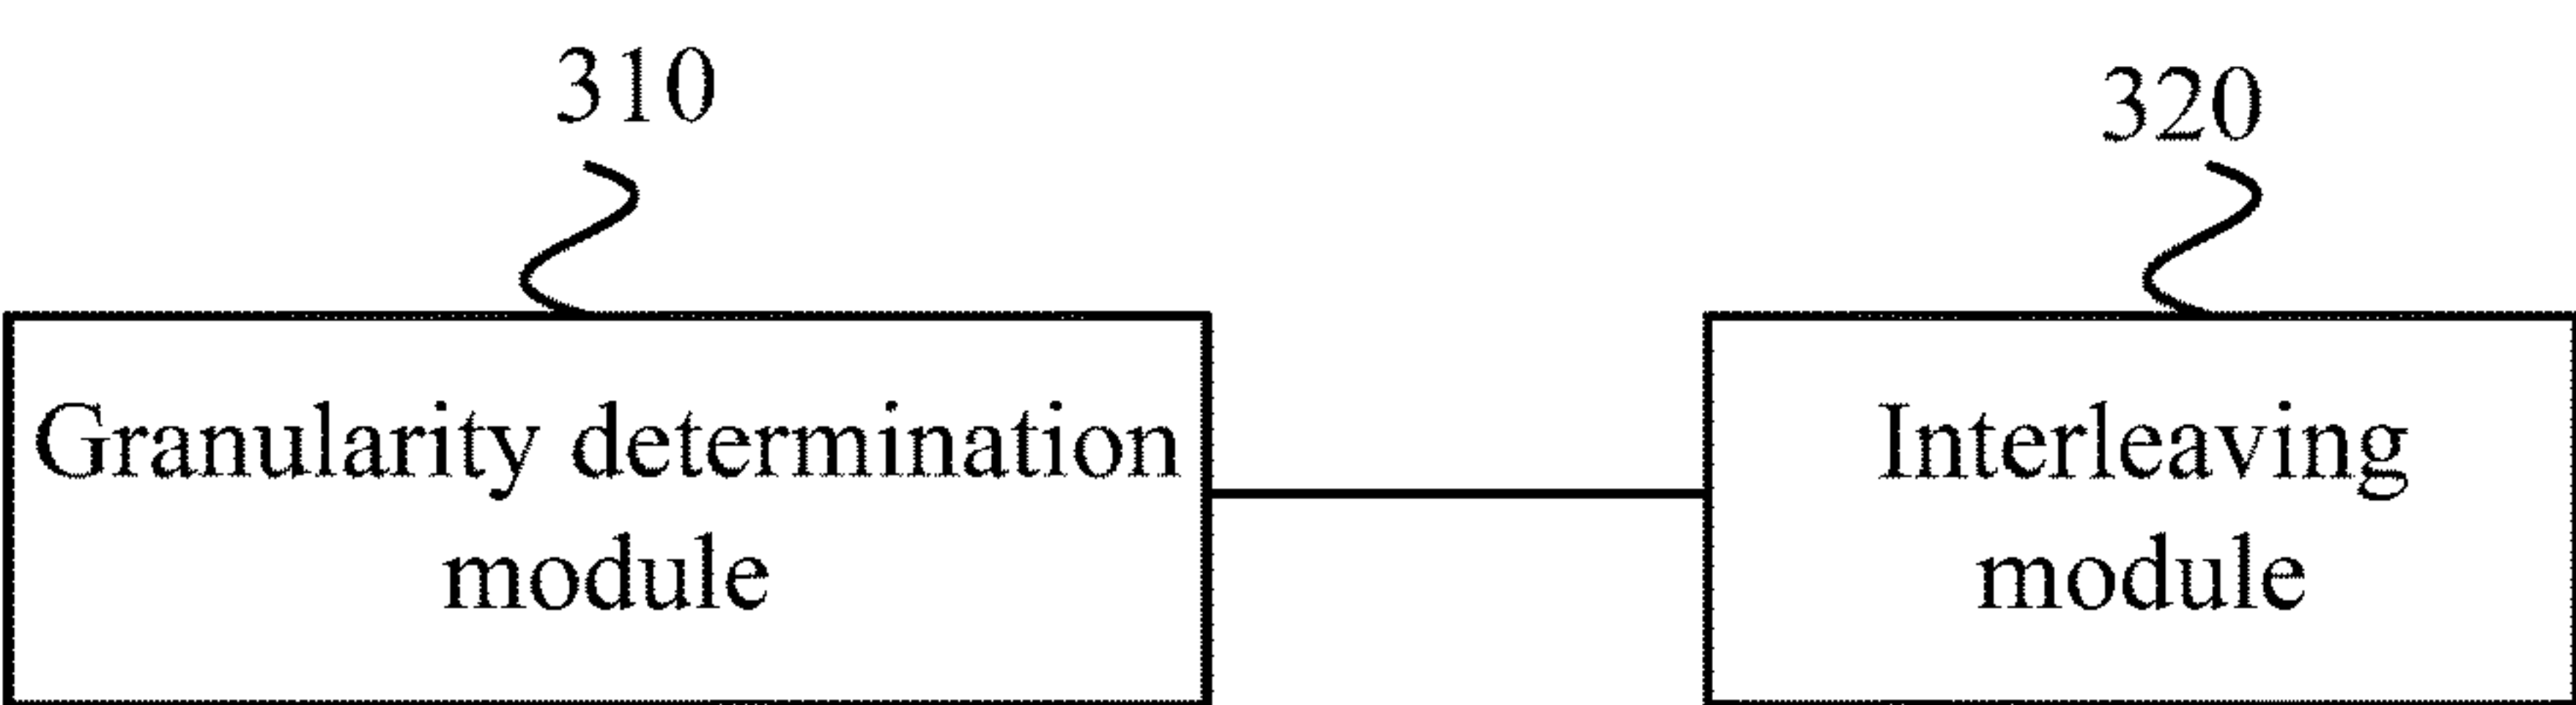 310
320
Granularity determination
module
Interleaving
module